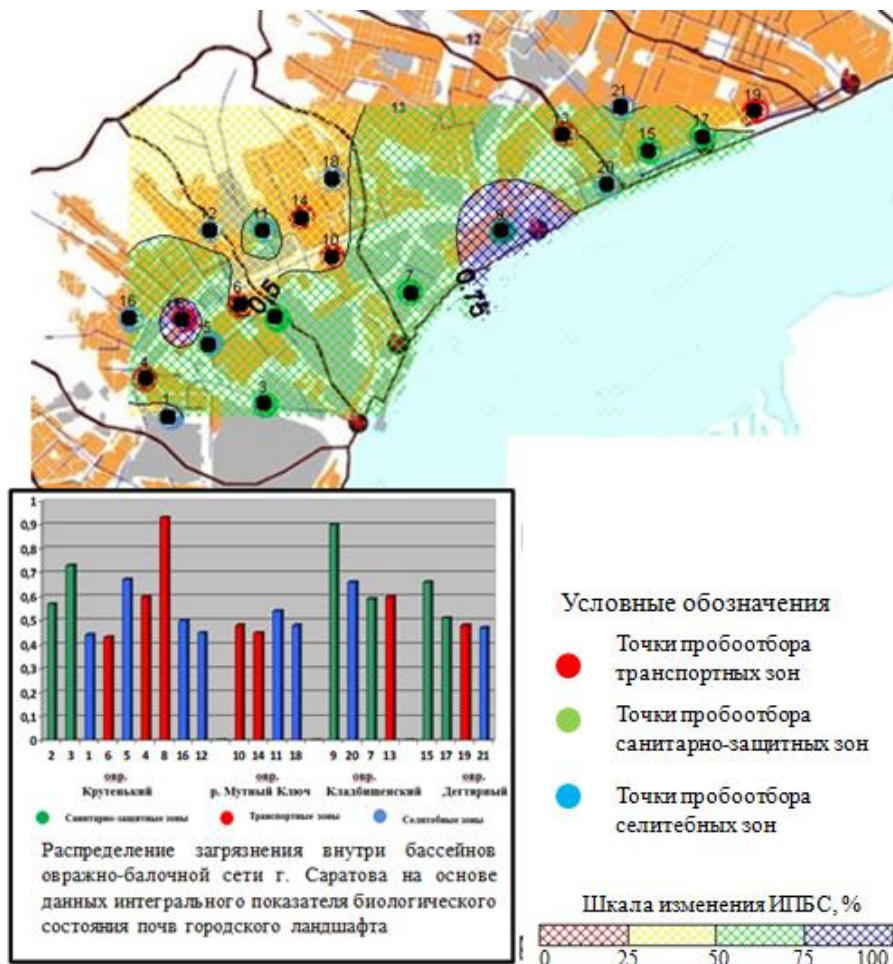 12
21
19
13
13
17
15
18
20
14
12
11
9
10
0.75
7
6
0,5
16
8
5
4
3
1
1
0,9
0,8
0,7
0,6
0,5
0,4
0,3
0,2
0,1
0
2 3 1 6 5 4 8 16 12 10 14 11 18 9 20 7 13 15 17 19 21
овр. овр. овр. овр.
Крутенький р. Мутный Ключ Кладбишенский Дегтярный
Санитарно-защитные зоны Транспортные зоны Селитебные зоны
Распределение загрязнения внутри бассейнов
овражно-балочной сети г. Саратова на основе
данных интегрального показателя биологического
состояния почв городского ландшафта
Условные обозначения
Точки пробоотбора
транспортных зон
Точки пробоотбора
санитарно-защитных зон
Точки пробоотбора
селитебных зон
Шкала изменения ИПБС, %
0 25 50 75 100